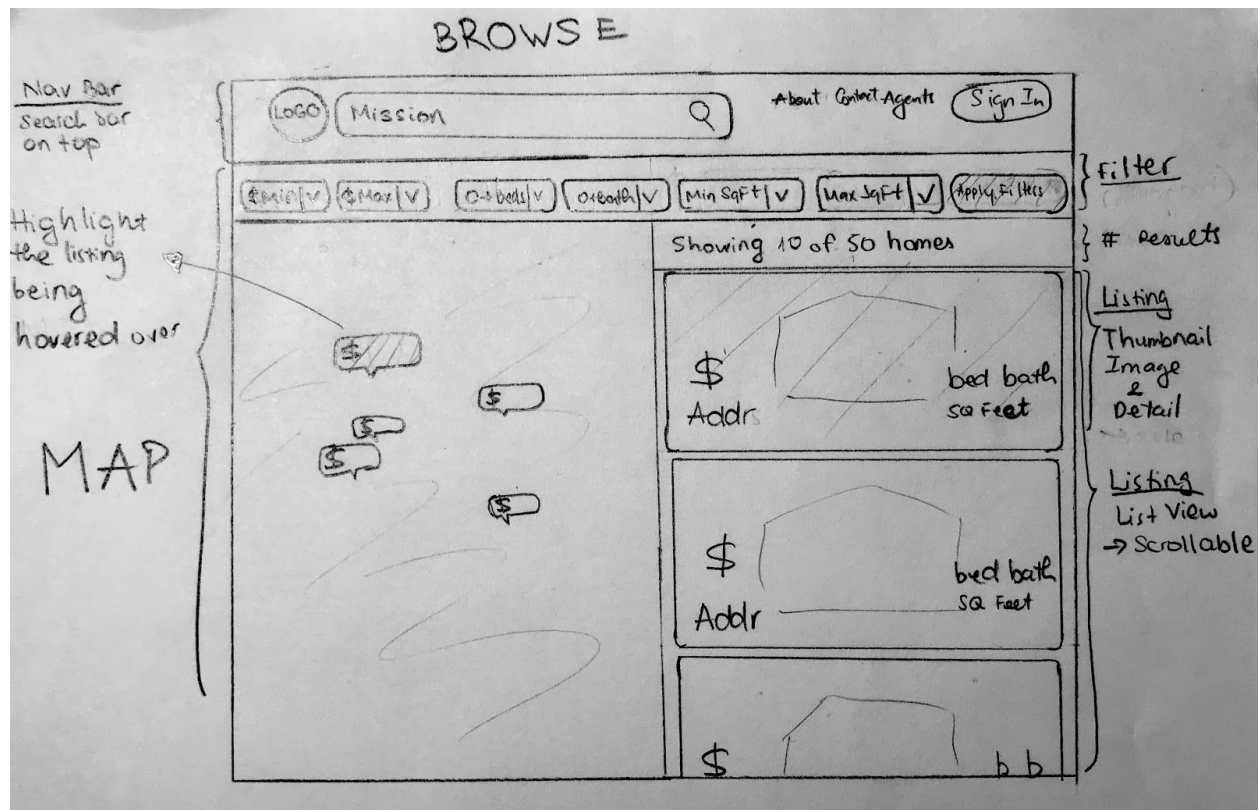 BROWSE
Nav Bar
Search bar
on top
LOGO
Mission
About Contact Agents
Sign In
Filter
$Min V
$Max V
0+ beds V
0+ bath V
Min SqFt V
Max SqFt V
Apply Filters
Highlight
the listing
being
hovered over
Showing 10 of 50 homes
# Results
MAP
$
$
$
$
$
$
Addr
bed bath
SQ Feet
Listing
Thumbnail
Image
&
Detail
$
Addr
bed bath
SQ Feet
Listing
List View
→ Scrollable
$
b b